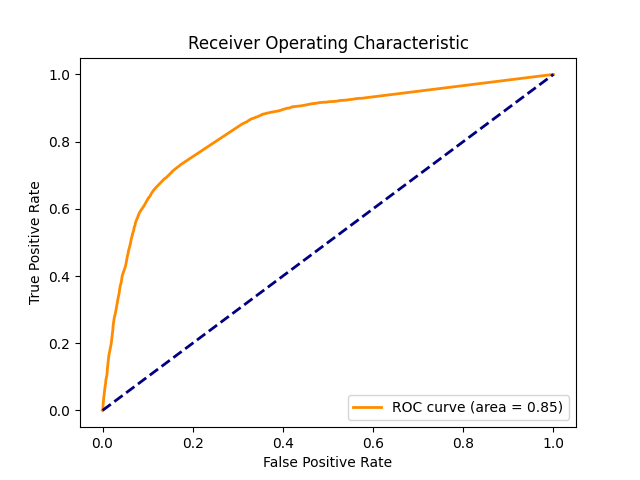 Receiver Operating Characteristic
1.0
0.8
0.6
0.4
0.2
0.0
True Positive Rate
ROC curve (area = 0.85)
0.0 0.2 0.4 0.6 0.8 1.0
False Positive Rate